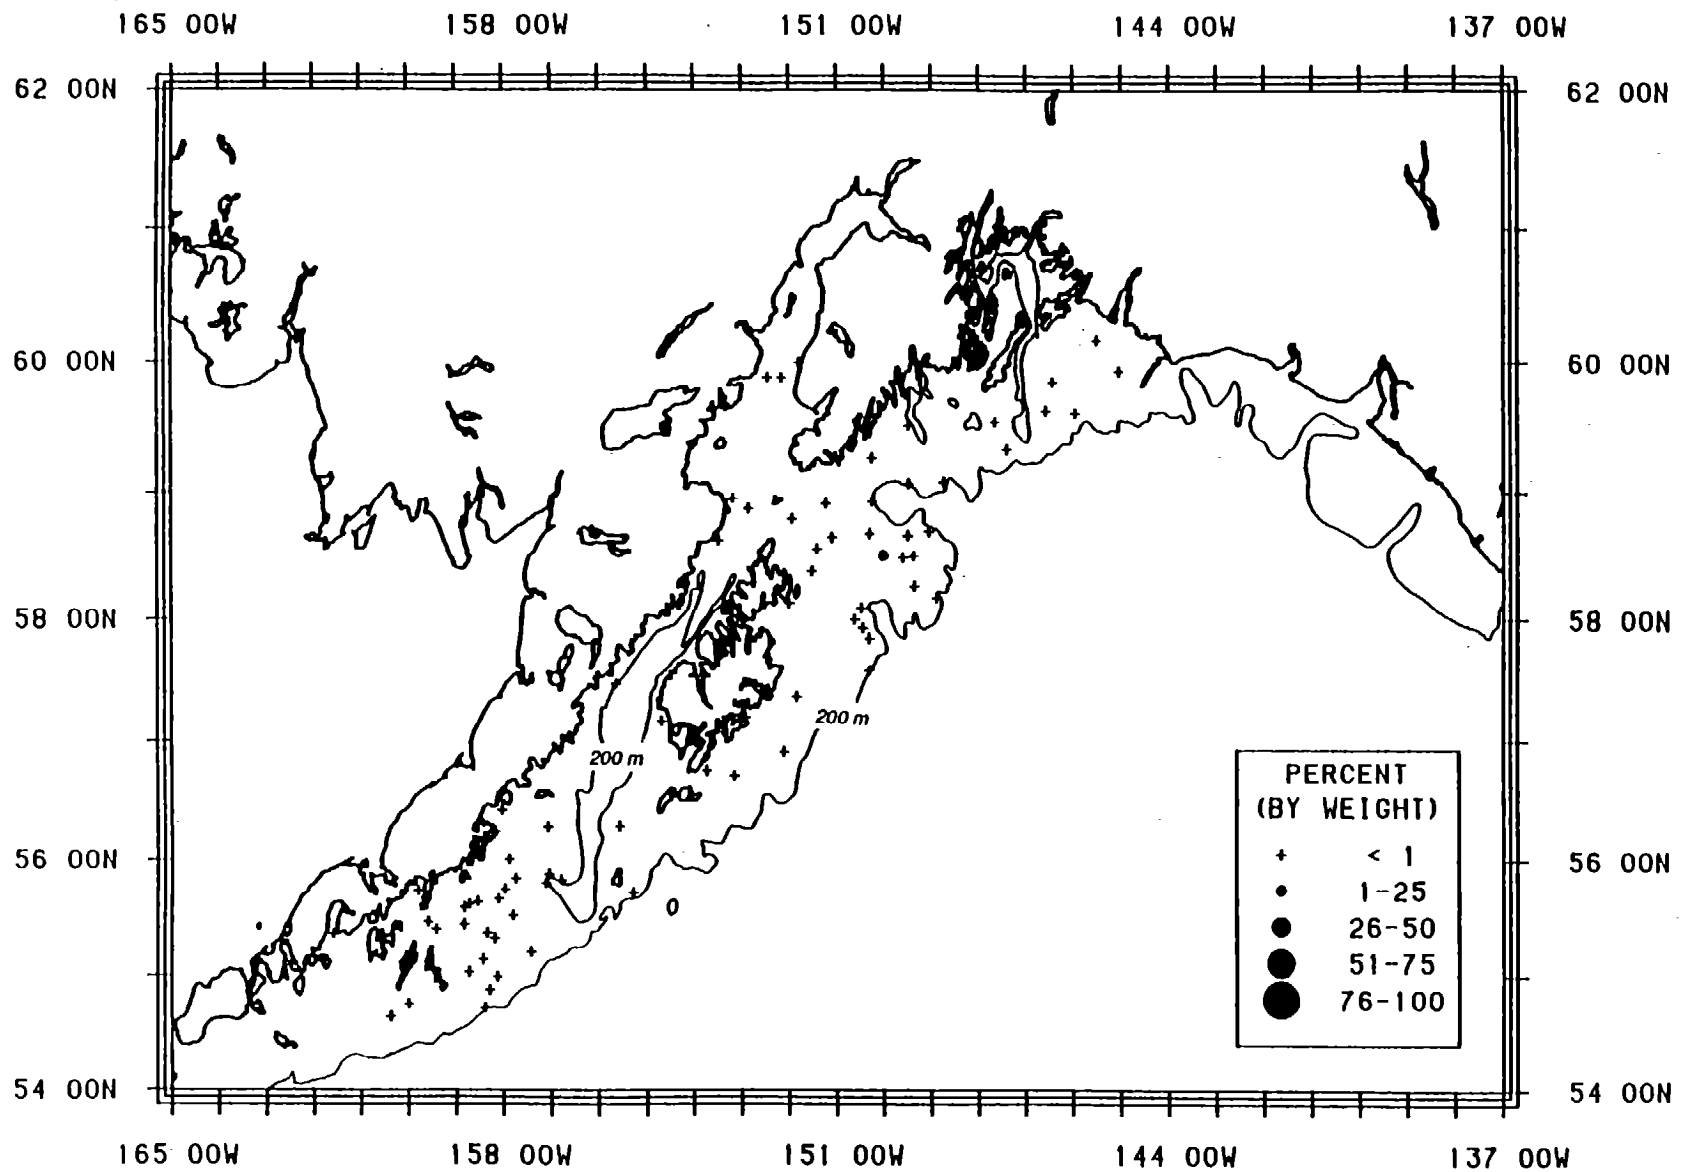 165 00W 158 00W 151 00W 144 00W 137 00W
62 00N 62 00N
60 00N 60 00N
58 00N 58 00N
200 m
200 m
PERCENT
(BY WEIGHT)
+ < 1
1-25
56 00N 56 00N
26-50
51-75
76-100
54 00N 54 00N
165 00W 158 00W 151 00W 144 00W 137 00W